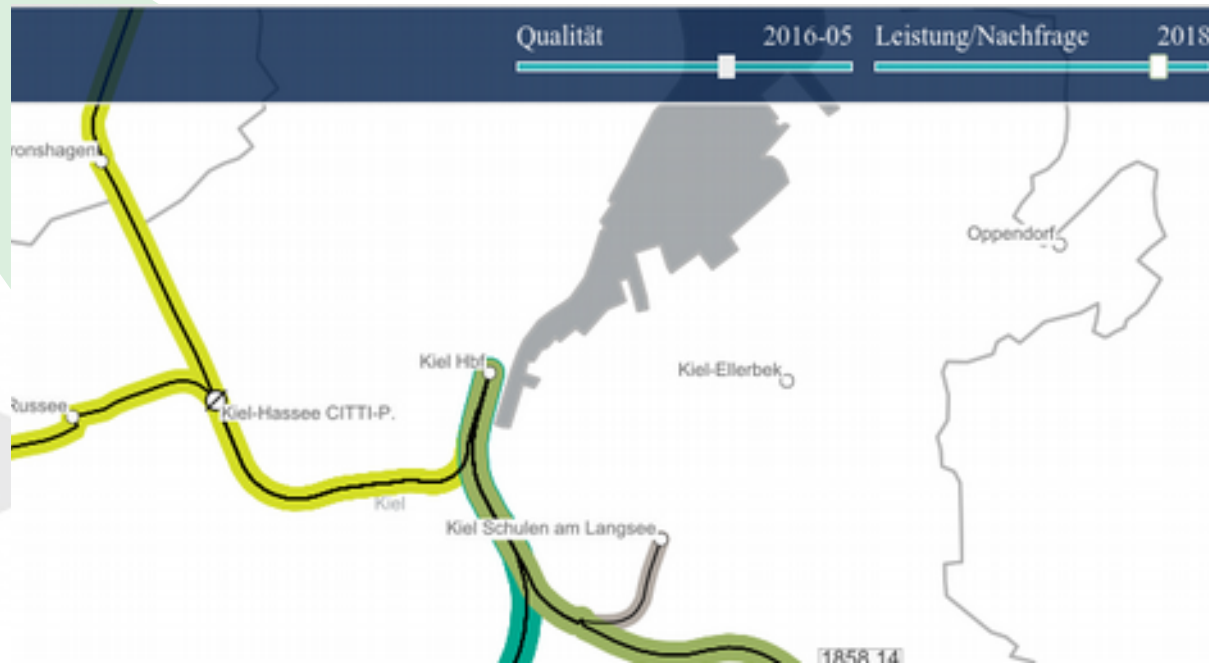 Qualität 2016-05 Leistung/Nachfrage 2018
ronshagen
Oppendorf
Kiel Hbf
Kiel-Ellerbek
Russee
Kiel-Hassee CITTI-P.
Kiel
Kiel Schulen am Langsee
1858.14